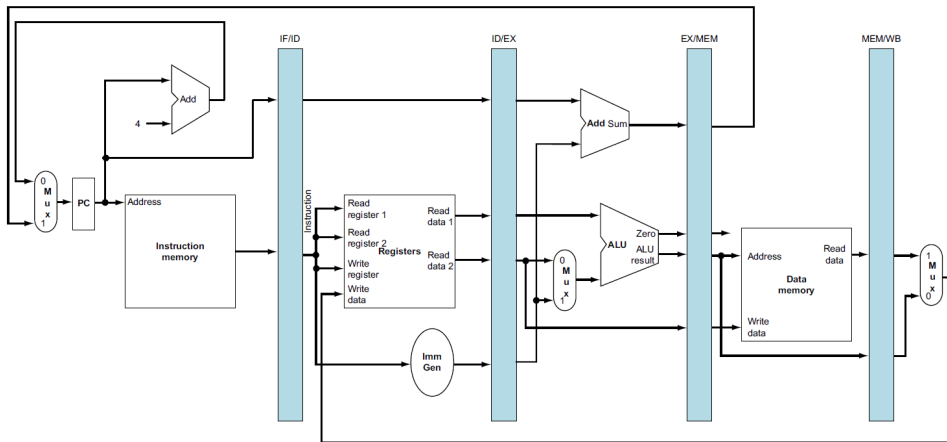 IF/ID
ID/EX
EX/MEM
MEM/WB
Add
4
Add Sum
0
M
u
x
1
PC
Address
Instruction
memory
Instruction
Read
register 1
Read
register 2
Write
register
Write
data
Registers
Read
data 1
Read
data 2
Imm
Gen
0
M
u
x
1
ALU
Zero
ALU
result
Address
Write
data
Data
memory
Read
data
1
M
u
x
0